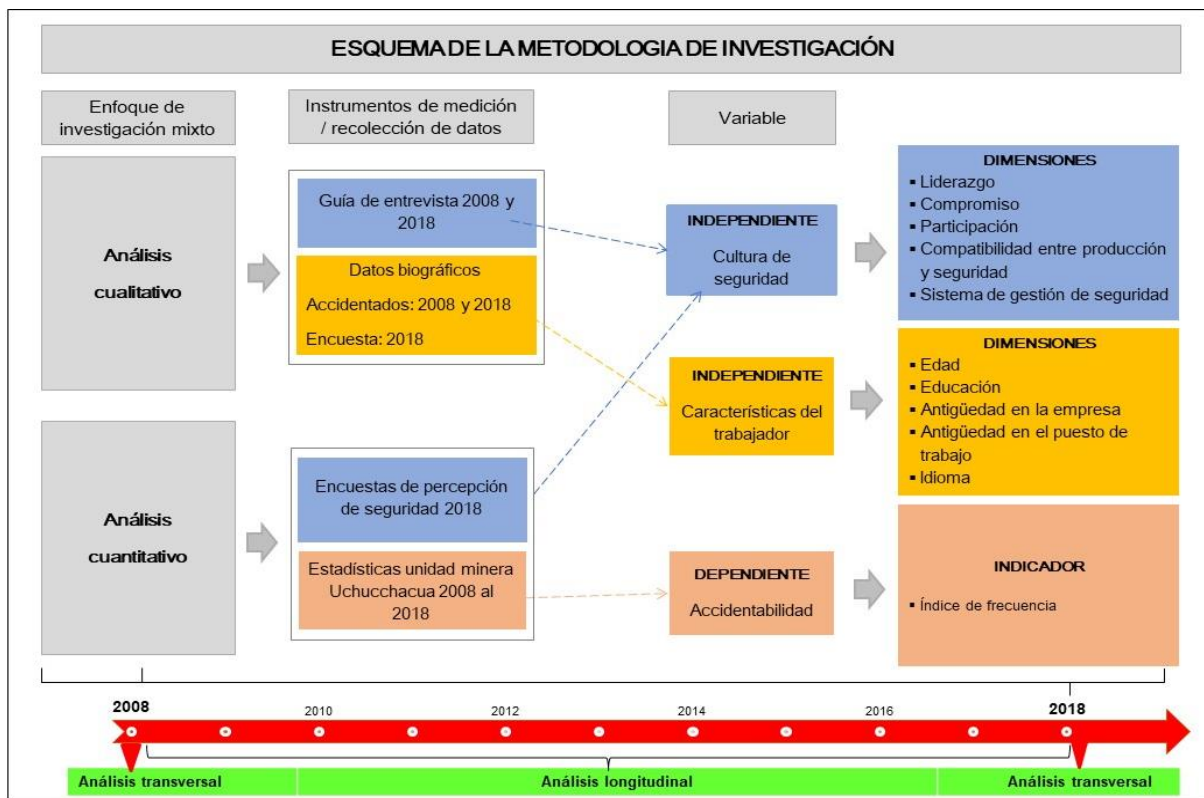 ESQUEMA DE LA METODOLOGIA DE INVESTIGACIÓN
Enfoque de
investigación mixto
Instrumentos de medición
/ recolección de datos
Variable
Análisis
cualitativo
Guía de entrevista 2008 y
2018
Datos biográficos
Accidentados: 2008 y 2018
Encuesta: 2018
INDEPENDIENTE
Cultura de
seguridad
DIMENSIONES
▪ Liderazgo
▪ Compromiso
▪ Participación
▪ Compatibilidad entre producción
y seguridad
▪ Sistema de gestión de seguridad
INDEPENDIENTE
Características del
trabajador
DIMENSIONES
▪ Edad
▪ Educación
▪ Antigüedad en la empresa
▪ Antigüedad en el puesto de
trabajo
▪ Idioma
Análisis
cuantitativo
Encuestas de percepción
de seguridad 2018
Estadísticas unidad minera
Uchucchacua 2008 al
2018
DEPENDIENTE
Accidentabilidad
INDICADOR
▪ Índice de frecuencia
2008
2010
2012
2014
2016
2018
Análisis transversal
Análisis longitudinal
Análisis transversal